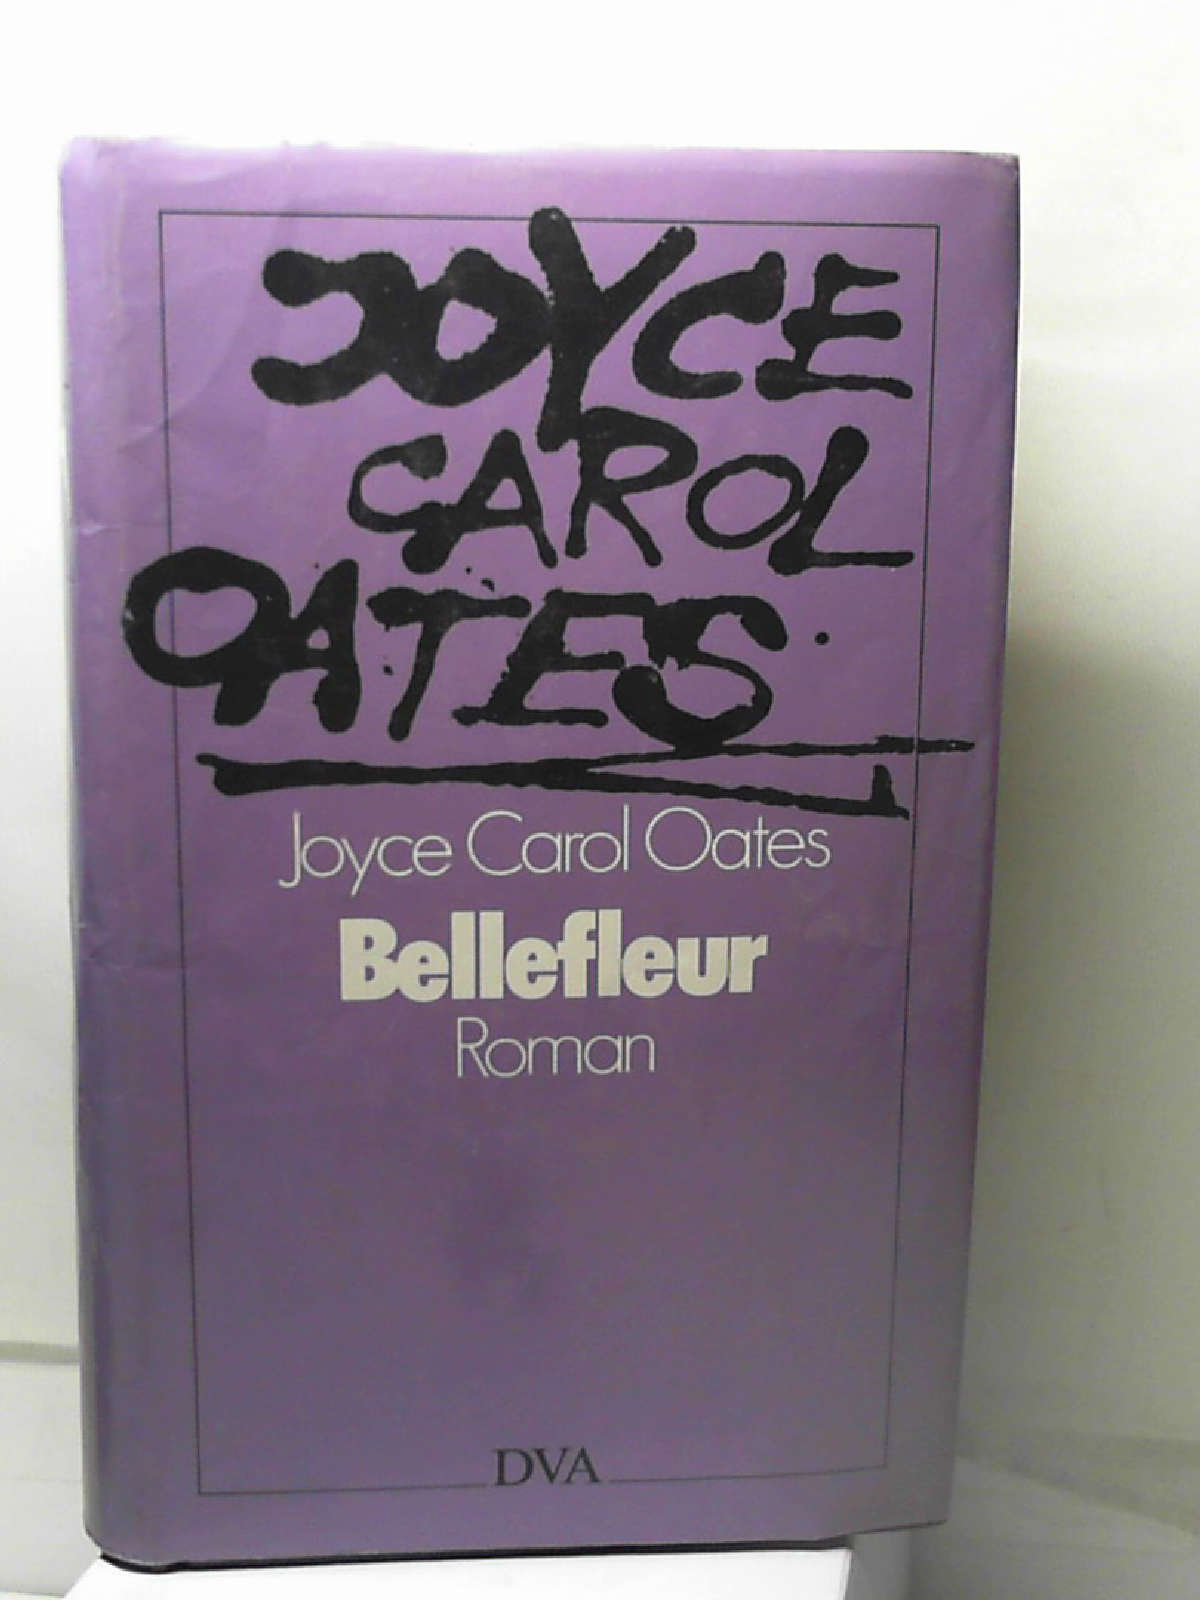 JOYCE
CAROL
OATES
Joyce Carol Oates
Bellefleur
Roman
DVA